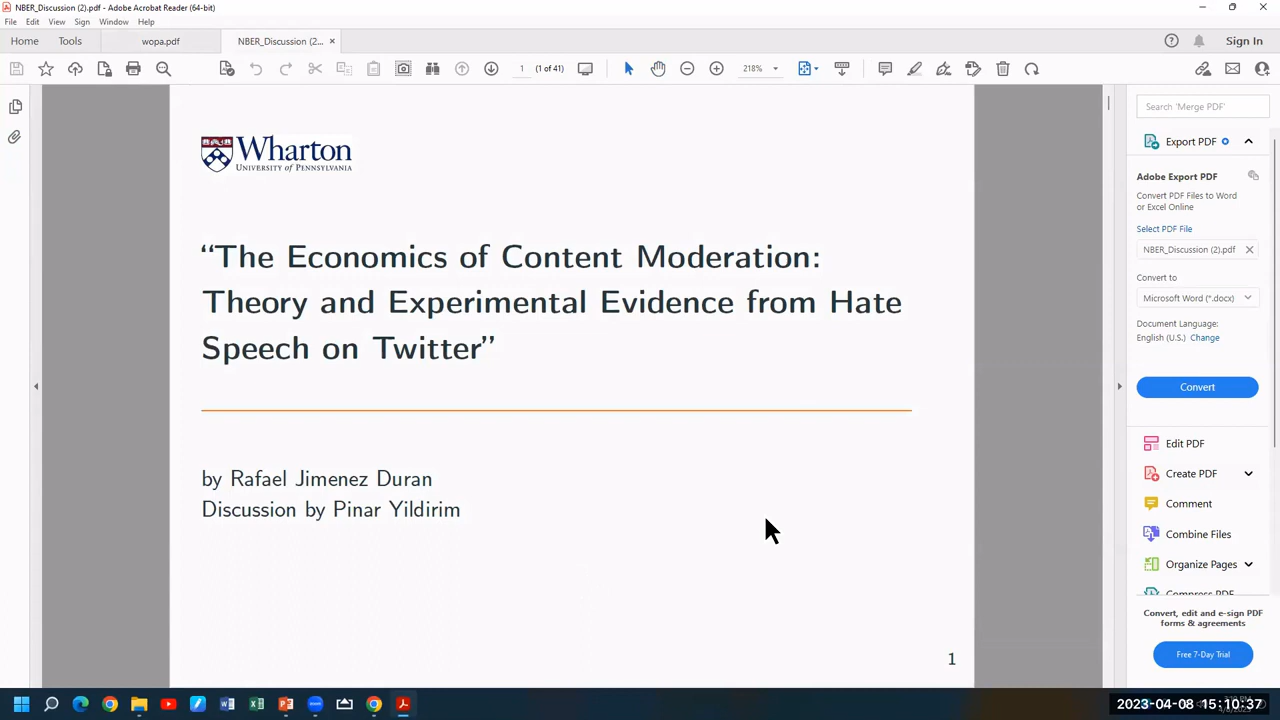 NBER_Discussion (2).pdf - Adobe Acrobat Reader (64-bit)
File Edit View Sign Window Help
Home Tools wopa.pdf NBER_Discussion (2... × Sign In
1 (1 of 41) 218%
Search 'Merge PDF'
Wharton
UNIVERSITY OF PENNSYLVANIA
“The Economics of Content Moderation:
Theory and Experimental Evidence from Hate
Speech on Twitter”
by Rafael Jimenez Duran
Discussion by Pinar Yildirim
1
Export PDF
Adobe Export PDF
Convert PDF Files to Word
or Excel Online
Select PDF File
NBER_Discussion (2).pdf
Convert to
Microsoft Word (*.docx)
Document Language:
English (U.S.) Change
Convert
Edit PDF
Create PDF
Comment
Combine Files
Organize Pages
Compress PDF
Convert, edit and e-sign PDF
forms & agreements
Free 7-Day Trial
2023-04-08 15:10:37